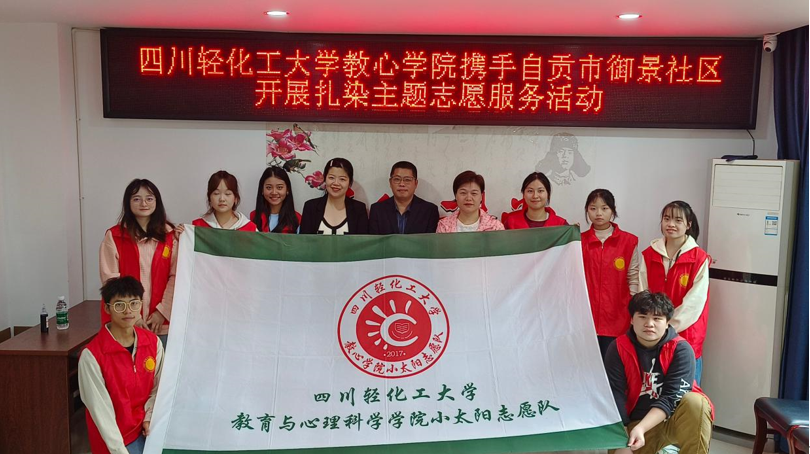 四川轻化工大学教心学院携手自贡市御景社区
开展扎染主题志愿服务活动
四川轻化工大学
2017
教心学院小太阳志愿队
四川轻化工大学
教育与心理科学学院小太阳志愿队